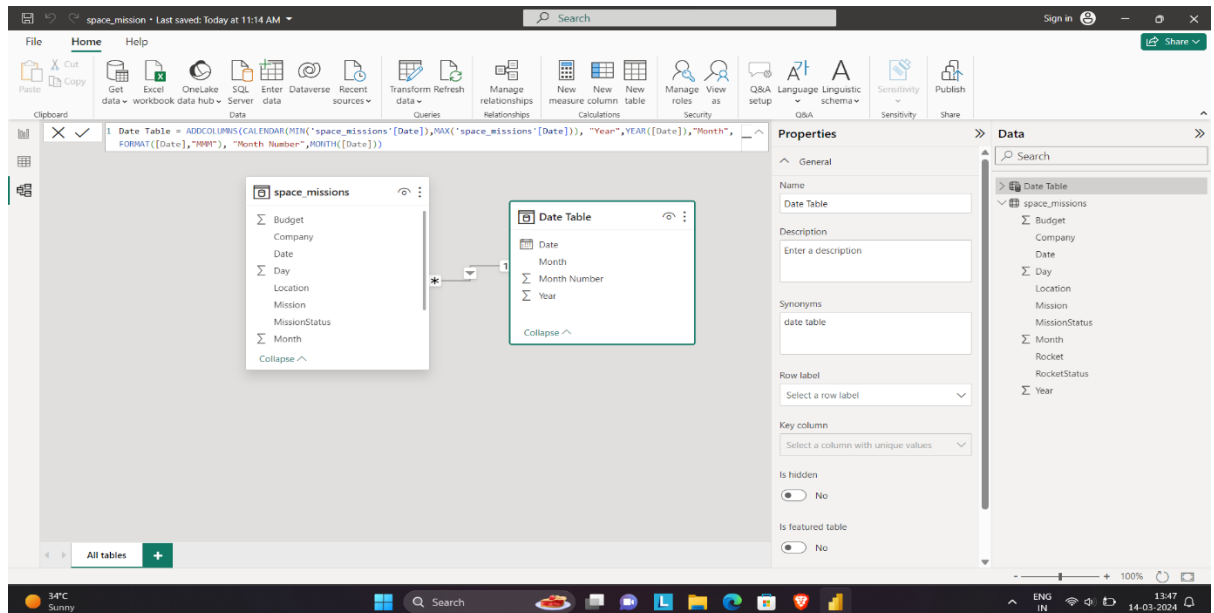 space_mission • Last saved: Today at 11:14 AM
Search
Sign in
File Home Help
Share
Paste
Cut
Copy
Get data
Excel workbook
OneLake data hub
SQL Server
Enter data
Dataverse
Recent sources
Transform data
Refresh
Manage relationships
New measure
New column
New table
Manage roles
View as
Q&A setup
Language
Linguistic schema
Sensitivity
Publish
Clipboard
Data
Queries
Relationships
Calculations
Security
Q&A
Sensitivity
Share
1 Date Table = ADDCOLUMNS(CALENDAR(MIN('space_missions'[Date]),MAX('space_missions'[Date])), "Year",YEAR([Date]),"Month",
FORMAT([Date],"MMM"), "Month Number",MONTH([Date]))
space_missions
Σ Budget
Company
Date
Σ Day
Location
Mission
MissionStatus
Σ Month
Collapse
*
1
Date Table
Date
Month
Σ Month Number
Σ Year
Collapse
All tables
+
Properties
General
Name
Date Table
Description
Enter a description
Synonyms
date table
Row label
Select a row label
Key column
Select a column with unique values
Is hidden
No
Is featured table
No
Data
Search
Date Table
space_missions
Σ Budget
Company
Date
Σ Day
Location
Mission
MissionStatus
Σ Month
Rocket
RocketStatus
Σ Year
- + 100%
34°C
Sunny
Search
L
ENG
IN
13:47
14-03-2024